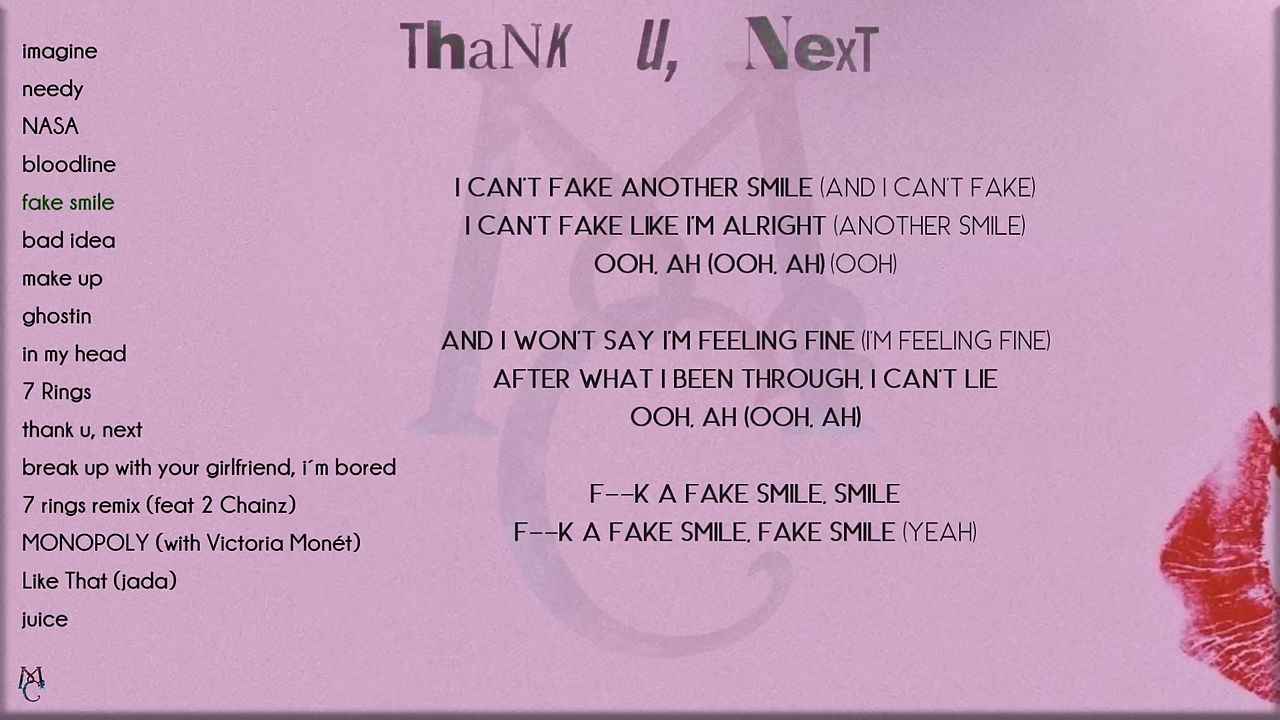 ThaNK U, NexT
imagine
needy
NASA
bloodline
fake smile
bad idea
make up
ghostin
in my head
7 Rings
thank u, next
break up with your girlfriend, i´m bored
7 rings remix (feat 2 Chainz)
MONOPOLY (with Victoria Monét)
Like That (jada)
juice
I CAN'T FAKE ANOTHER SMILE (AND I CAN'T FAKE)
I CAN'T FAKE LIKE I'M ALRIGHT (ANOTHER SMILE)
OOH, AH (OOH, AH) (OOH)
AND I WON'T SAY I'M FEELING FINE (I'M FEELING FINE)
AFTER WHAT I BEEN THROUGH, I CAN'T LIE
OOH, AH (OOH, AH)
F--K A FAKE SMILE, SMILE
F--K A FAKE SMILE, FAKE SMILE (YEAH)